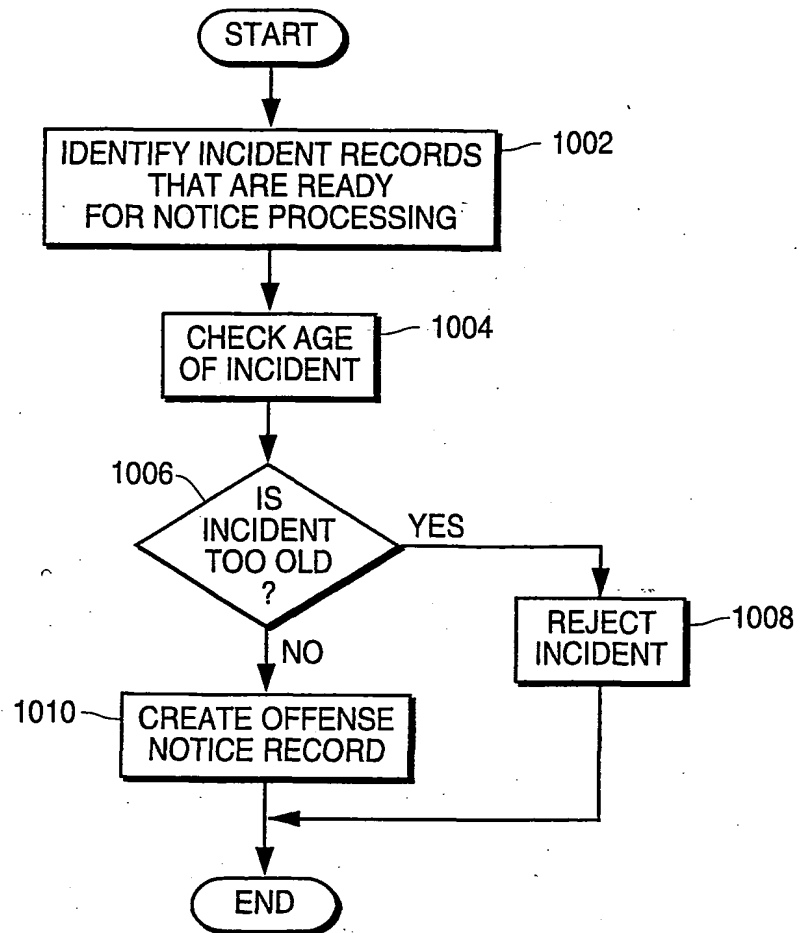 START
IDENTIFY INCIDENT RECORDS
THAT ARE READY
FOR NOTICE PROCESSING
1002
CHECK AGE
OF INCIDENT
1004
1006
IS
INCIDENT
TOO OLD
?
YES
REJECT
INCIDENT
1008
NO
1010
CREATE OFFENSE
NOTICE RECORD
END